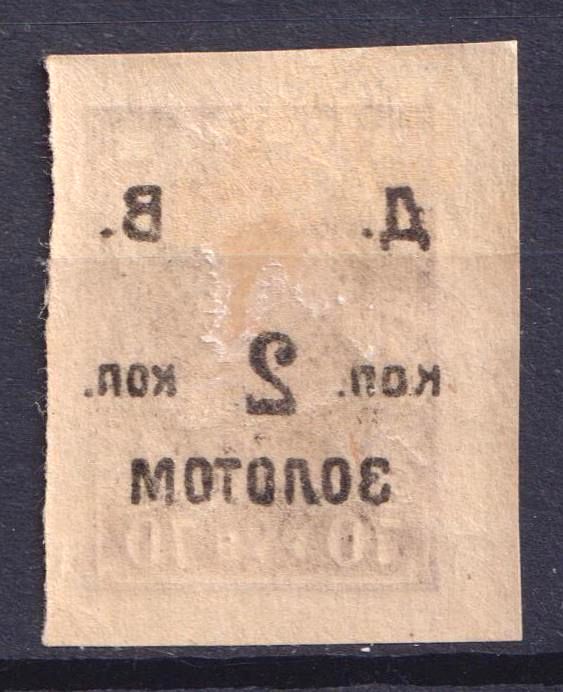 Д. В.
коп. 2 коп.
золотом